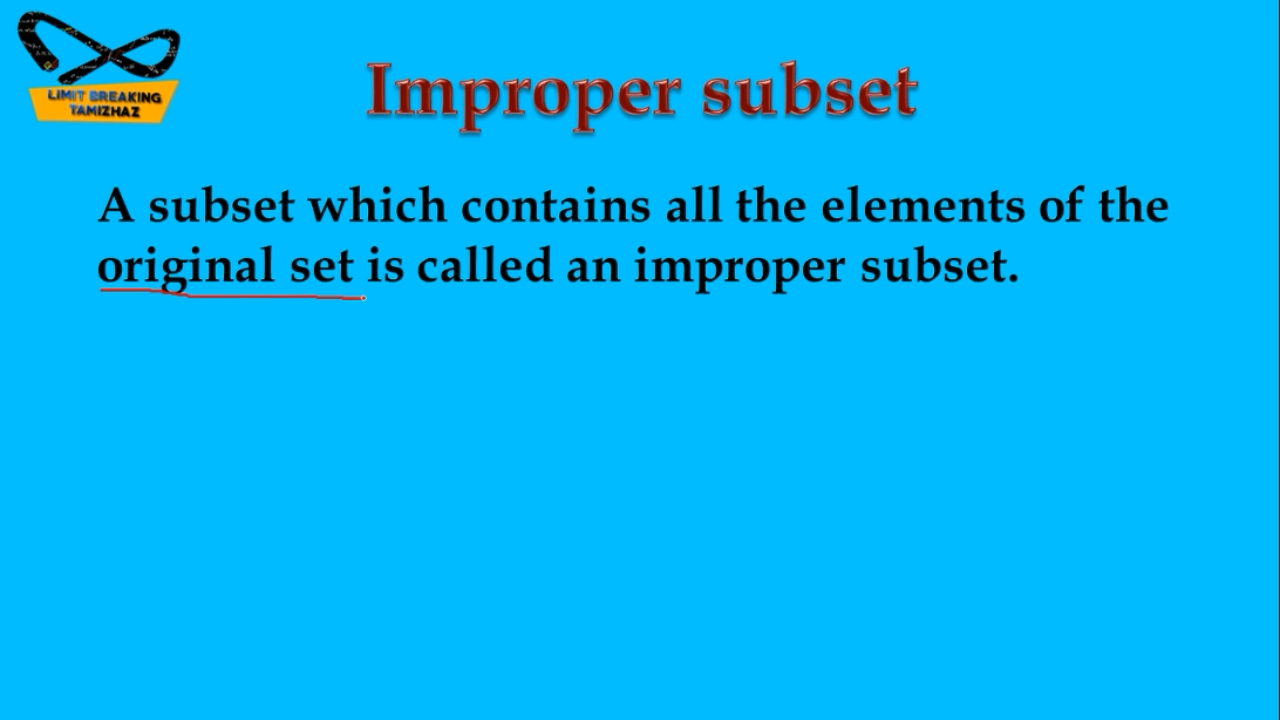 LIMIT BREAKING
TAMIZHAZ
Improper subset
A subset which contains all the elements of the
original set is called an improper subset.